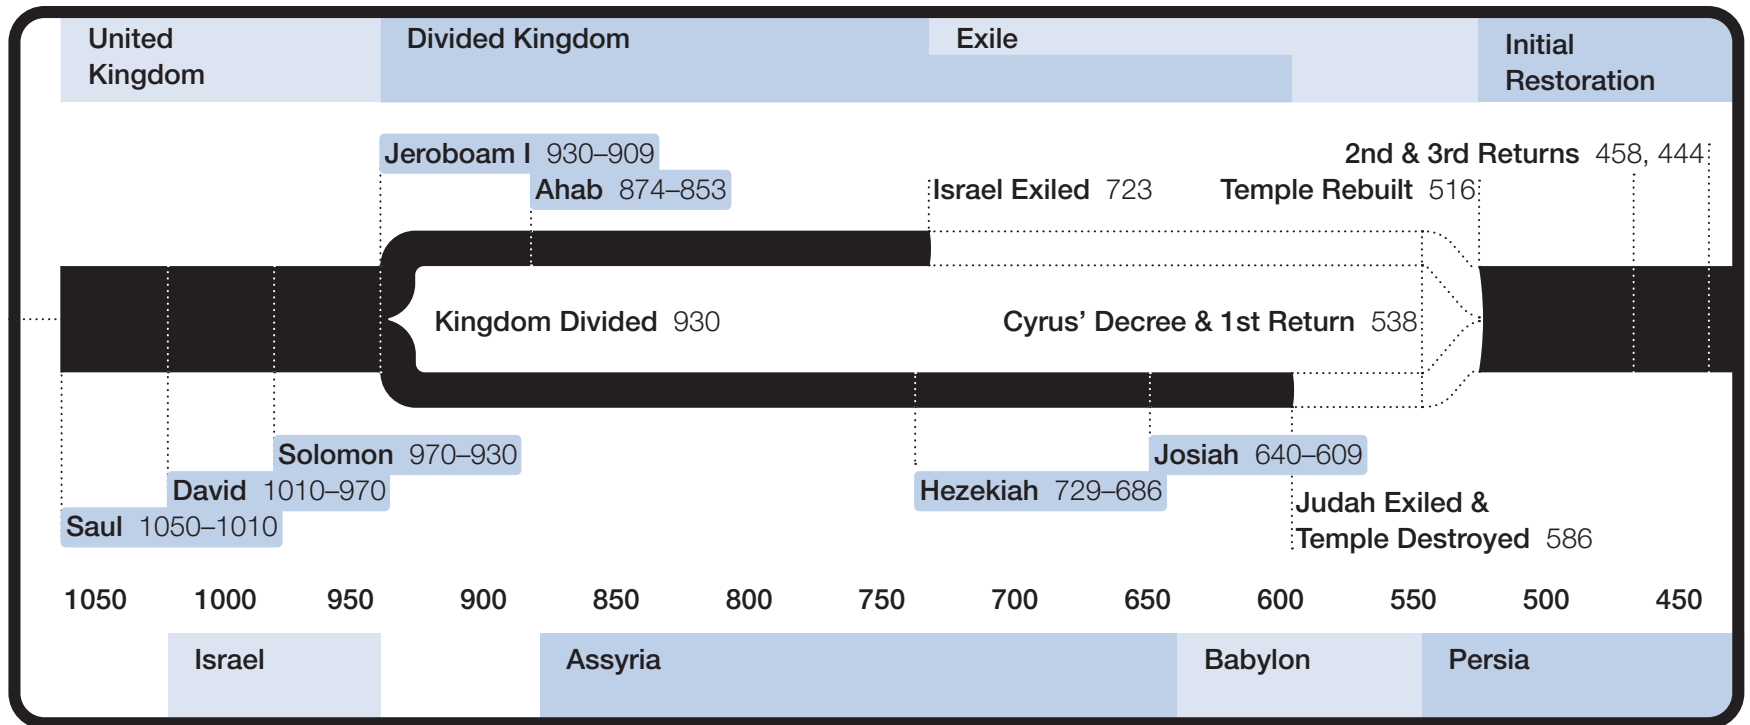 United
Kingdom
Divided Kingdom
Exile
Initial
Restoration
Jeroboam I 930–909
Ahab 874–853
Israel Exiled 723
2nd & 3rd Returns 458, 444
Temple Rebuilt 516
Kingdom Divided 930
Cyrus’ Decree & 1st Return 538
Solomon 970–930
David 1010–970
Saul 1050–1010
Josiah 640–609
Hezekiah 729–686
Judah Exiled &
Temple Destroyed 586
1050 1000 950 900 850 800 750 700 650 600 550 500 450
Israel
Assyria
Babylon
Persia